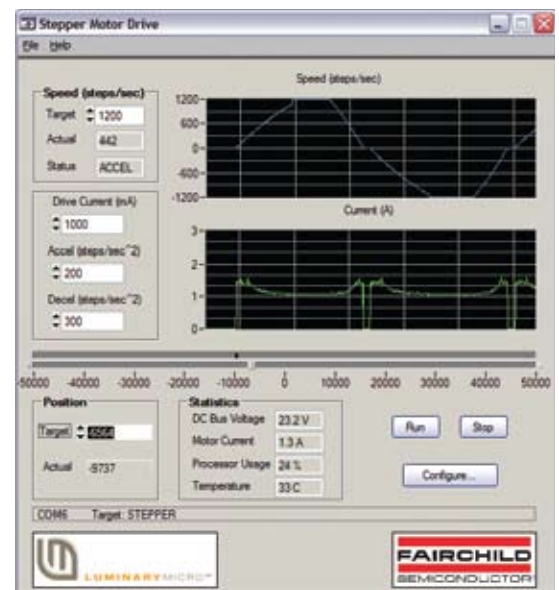 Stepper Motor Drive
File Help
Speed (steps/sec)
Target 1200
Actual 442
Status ACCEL
Drive Current (mA)
1000
Accel (steps/sec^2)
200
Decel (steps/sec^2)
300
Speed (steps/sec)
1200
600
0
-600
-1200
Current (A)
3
2
1
0
-50000 -40000 -30000 -20000 -10000 0 10000 20000 30000 40000 50000
Position
Target
Actual -9737
Statistics
DC Bus Voltage 23.2 V
Motor Current 1.3 A
Processor Usage 24 %
Temperature 33 C
Run Stop
Configure...
COM6 Target: STEPPER
LUMINARY MICRO™
FAIRCHILD
SEMICONDUCTOR